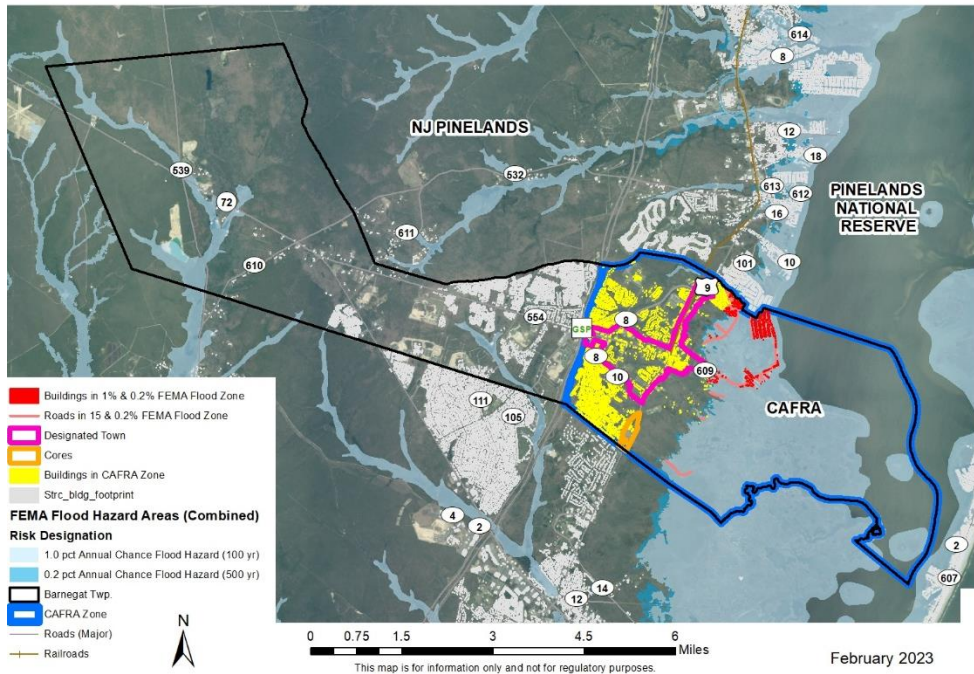 614
8
NJ PINELANDS
12
18
539
532
613
612
PINELANDS
NATIONAL
RESERVE
72
16
611
610
101
10
9
554
8
GSP
8
609
10
CAFRA
111
105
Buildings in 1% & 0.2% FEMA Flood Zone
Roads in 15 & 0.2% FEMA Flood Zone
Designated Town
Cores
Buildings in CAFRA Zone
Strc_bldg_footprint
FEMA Flood Hazard Areas (Combined)
Risk Designation
1.0 pct Annual Chance Flood Hazard (100 yr)
0.2 pct Annual Chance Flood Hazard (500 yr)
Barnegat Twp.
CAFRA Zone
Roads (Major)
Railroads
4
2
2
607
14
12
N
0 0.75 1.5 3 4.5 6
Miles
This map is for information only and not for regulatory purposes.
February 2023